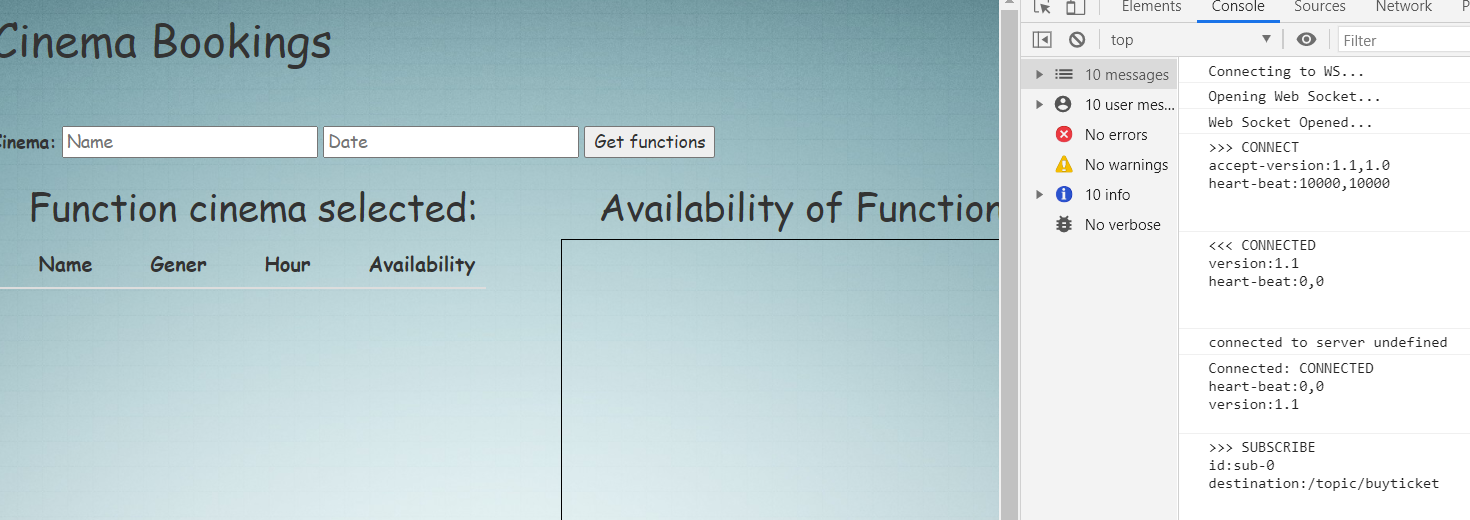 Cinema Bookings
Cinema: Name Date Get functions
Function cinema selected:
Availability of Function
Name Gener Hour Availability
Elements Console Sources Network P
top Filter
10 messages
10 user mes...
No errors
No warnings
10 info
No verbose
Connecting to WS...
Opening Web Socket...
Web Socket Opened...
>>> CONNECT
accept-version:1.1,1.0
heart-beat:10000,10000
<<< CONNECTED
version:1.1
heart-beat:0,0
connected to server undefined
Connected: CONNECTED
heart-beat:0,0
version:1.1
>>> SUBSCRIBE
id:sub-0
destination:/topic/buyticket